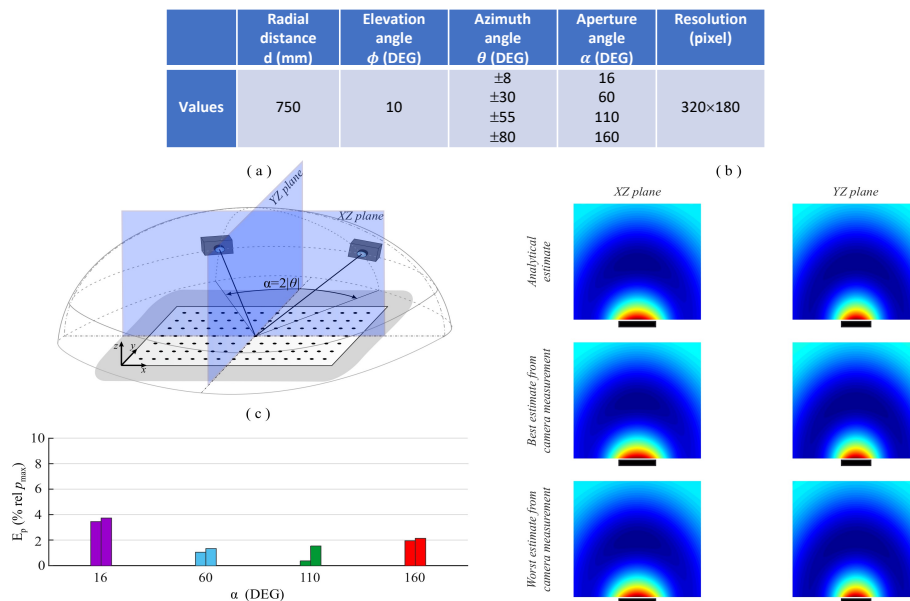 Radial distance d (mm)
Elevation angle ϕ (DEG)
Azimuth angle θ (DEG)
Aperture angle α (DEG)
Resolution (pixel)
Values
750
10
±8
±30
±55
±80
16
60
110
160
320×180
( a )
YZ plane
XZ plane
α=2|θ|
z
y
x
( b )
XZ plane
YZ plane
Analytical
estimate
Best estimate from
camera measurement
Worst estimate from
camera measurement
( c )
E_p (% rel p_max)
10
8
6
4
2
0
16 60 110 160
α (DEG)